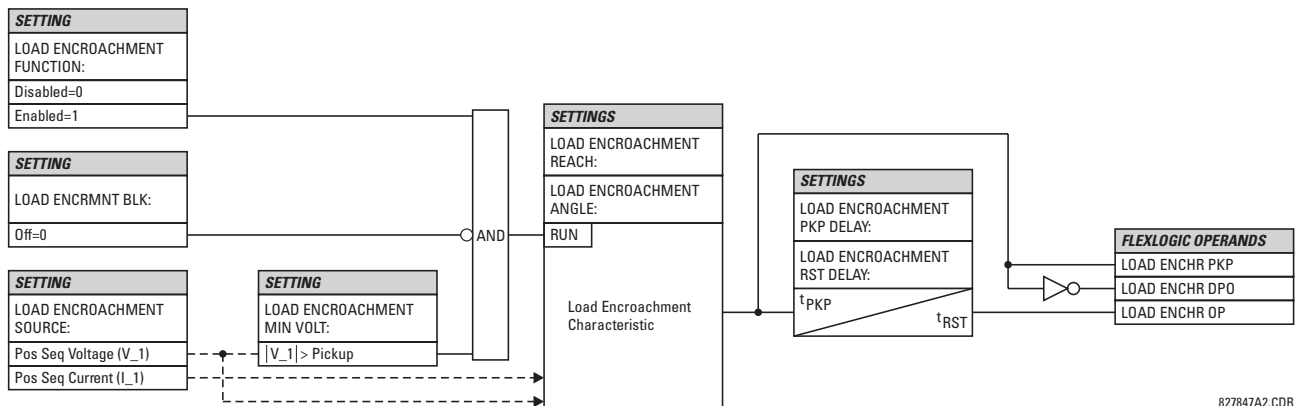 SETTING
LOAD ENCROACHMENT
FUNCTION:
Disabled=0
Enabled=1
SETTING
LOAD ENCRMNT BLK:
Off=0
SETTING
LOAD ENCROACHMENT
SOURCE:
Pos Seq Voltage (V_1)
Pos Seq Current (I_1)
SETTING
LOAD ENCROACHMENT
MIN VOLT:
|V_1| > Pickup
AND
SETTINGS
LOAD ENCROACHMENT
REACH:
LOAD ENCROACHMENT
ANGLE:
RUN
Load Encroachment
Characteristic
SETTINGS
LOAD ENCROACHMENT
PKP DELAY:
LOAD ENCROACHMENT
RST DELAY:
tPKP
tRST
FLEXLOGIC OPERANDS
LOAD ENCHR PKP
LOAD ENCHR DPO
LOAD ENCHR OP
827847A2.CDR